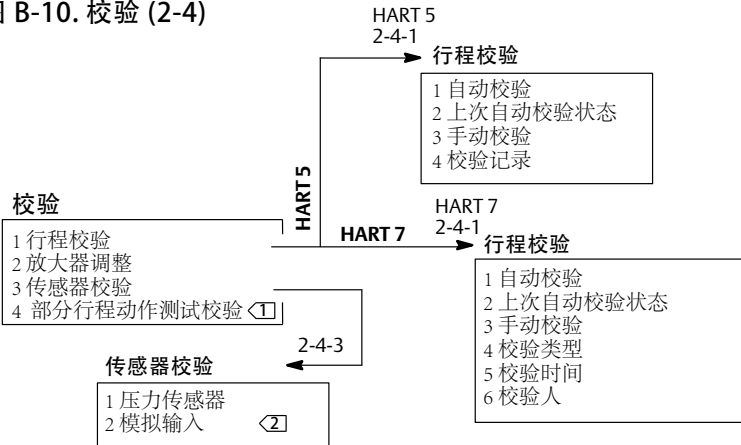 图 B-10. 校验 (2-4)
HART 5
2-4-1
行程校验
1 自动校验
2 上次自动校验状态
3 手动校验
4 校验记录
HART 5
校验
1 行程校验
2 放大器调整
3 传感器校验
4 部分行程动作测试校验 1
HART 7
HART 7
2-4-1
行程校验
1 自动校验
2 上次自动校验状态
3 手动校验
4 校验类型
5 校验时间
6 校验人
2-4-3
传感器校验
1 压力传感器
2 模拟输入 2